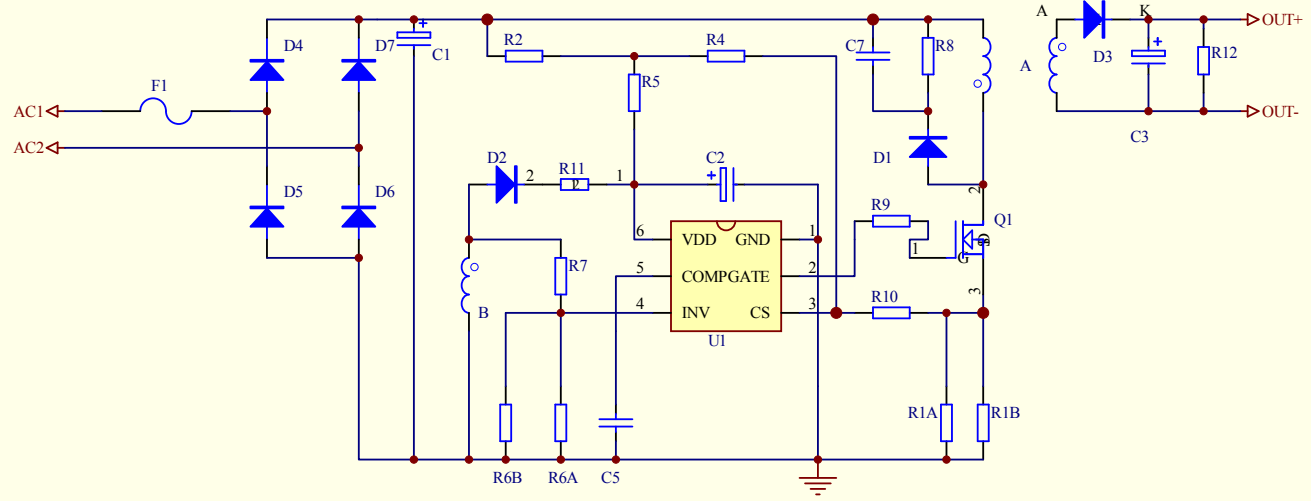 A K
OUT+
D4 D7 C1 R2 R4 C7 R8 A D3 R12
F1
R5
AC1
OUT-
C3
AC2
D2 2 R11 1 C2 D1
2
D5 D6
R9 Q1
6 VDD GND 1
1 G
R7 5 COMPGATE 2
3
B 4 INV CS 3 R10
U1
R1A R1B
R6B R6A C5